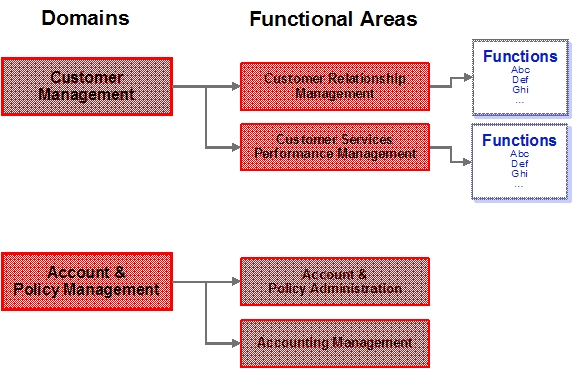 Domains
Functional Areas
Customer
Management
Customer Relationship
Management
Functions
Abc
Def
Ghi
...
Customer Services
Performance Management
Functions
Abc
Def
Ghi
...
Account &
Policy Management
Account &
Policy Administration
Accounting Management